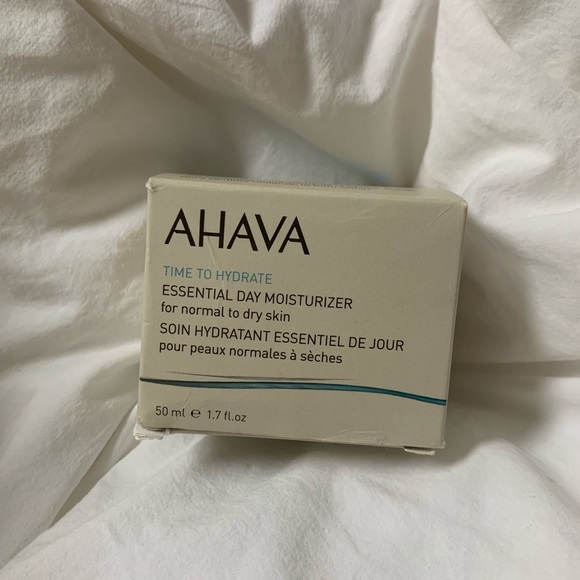 AHAVA
TIME TO HYDRATE
ESSENTIAL DAY MOISTURIZER
for normal to dry skin
SOIN HYDRATANT ESSENTIEL DE JOUR
pour peaux normales à sèches
50 ml ℮ 1.7 fl.oz